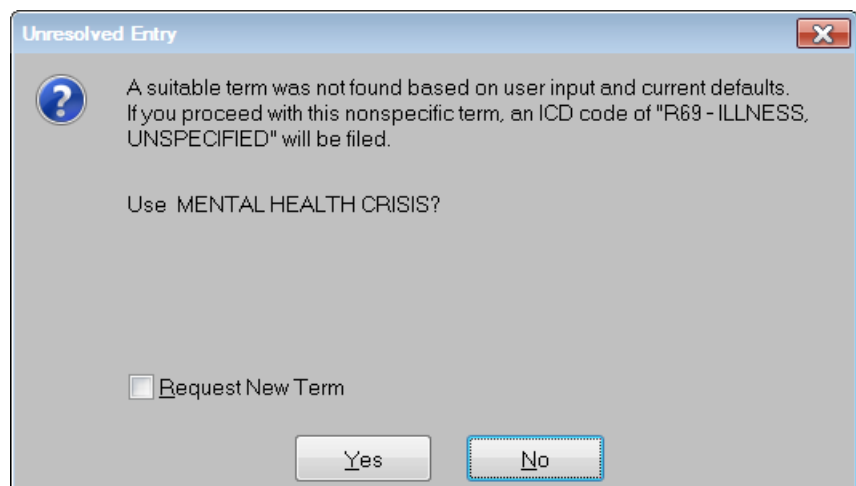 Unresolved Entry
A suitable term was not found based on user input and current defaults.
If you proceed with this nonspecific term, an ICD code of "R69 - ILLNESS,
UNSPECIFIED" will be filed.
Use MENTAL HEALTH CRISIS?
Request New Term
Yes
No